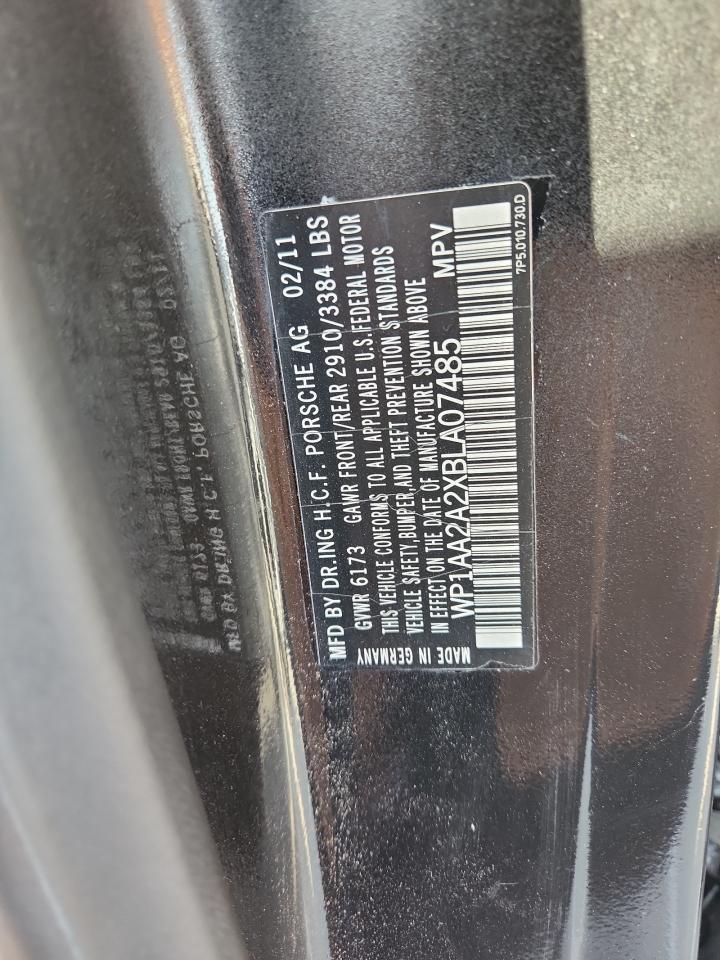 MFD BY DR.ING H.C.F. PORSCHE AG 02/11
GVWR 6173 GAWR FRONT/REAR 2910/3384 LBS
THIS VEHICLE CONFORMS TO ALL APPLICABLE U.S.FEDERAL MOTOR
VEHICLE SAFETY,BUMPER,AND THEFT PREVENTION STANDARDS
IN EFFECT ON THE DATE OF MANUFACTURE SHOWN ABOVE
WP1AA2A2XBLA07485 MPV
MADE IN GERMANY
7P5.010.730.D